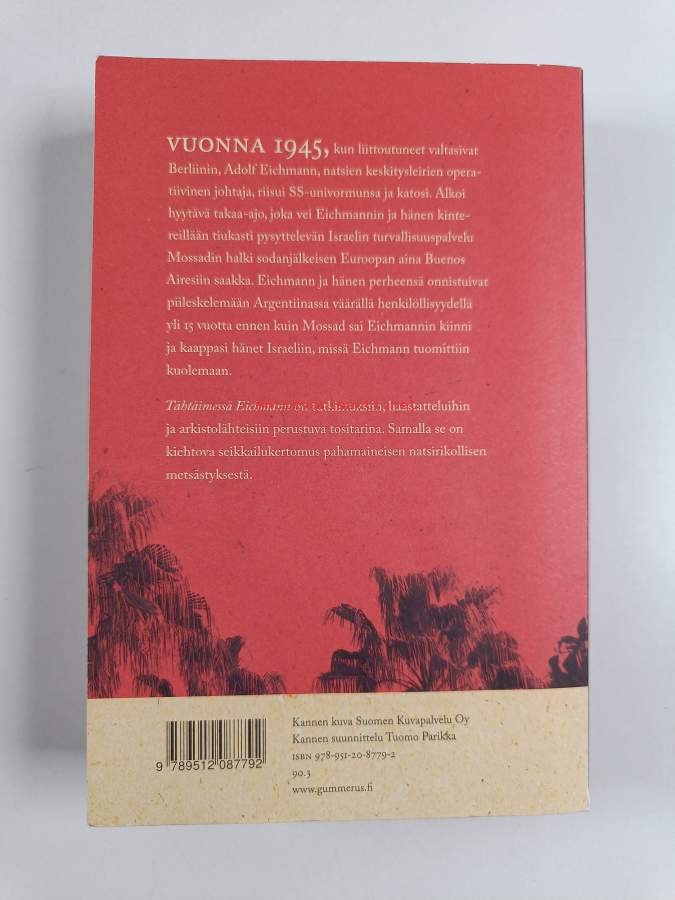 VUONNA 1945, kun liittoutuneet valtasivat
Berliinin, Adolf Eichmann, natsien keskitysleirien opera-
tiivinen johtaja, riisui SS-univormunsa ja katosi. Alkoi
hyytävä takaa-ajo, joka vei Eichmannin ja hänen kinte-
reillään tiukasti pysyttelevän Israelin turvallisuuspalvelu
Mossadin halki sodanjälkeisen Euroopan aina Buenos
Airesiin saakka. Eichmann ja hänen perheensä onnistuivat
piileskelemään Argentiinassa väärällä henkilöllisyydellä
yli 15 vuotta ennen kuin Mossad sai Eichmannin kiinni
ja kaappasi hänet Israeliin, missä Eichmann tuomittiin
kuolemaan.
Tähtäimessä Eichmann on tutkimuksiin, haastatteluihin
ja arkistolähteisiin perustuva tositarina. Samalla se on
kiehtova seikkailukertomus pahamaineisen natsirikollisen
metsästyksestä.
Kannen kuva Suomen Kuvapalvelu Oy
Kannen suunnittelu Tuomo Parikka
ISBN 978-951-20-8779-2
90.3
www.gummerus.fi
9 789512 087792